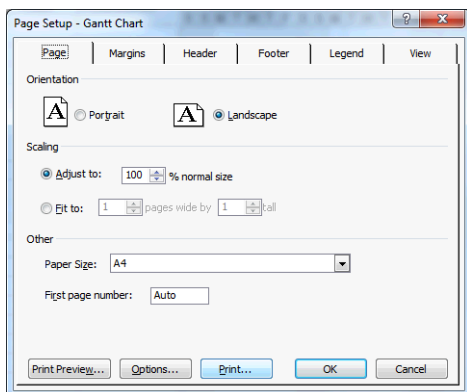 Page Setup - Gantt Chart
Page Margins Header Footer Legend View
Orientation
A Portrait A Landscape
Scaling
Adjust to: 100 % normal size
Fit to: 1 pages wide by 1 tall
Other
Paper Size: A4
First page number: Auto
Print Preview... Options... Print... OK Cancel